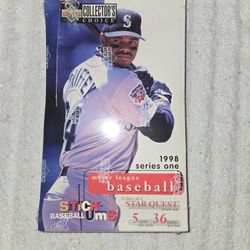 COLLECTOR'S
CHOICE
S
1998
series one
major league
baseball
STAR QUEST
STICK
BASEBALL UMS
5 36